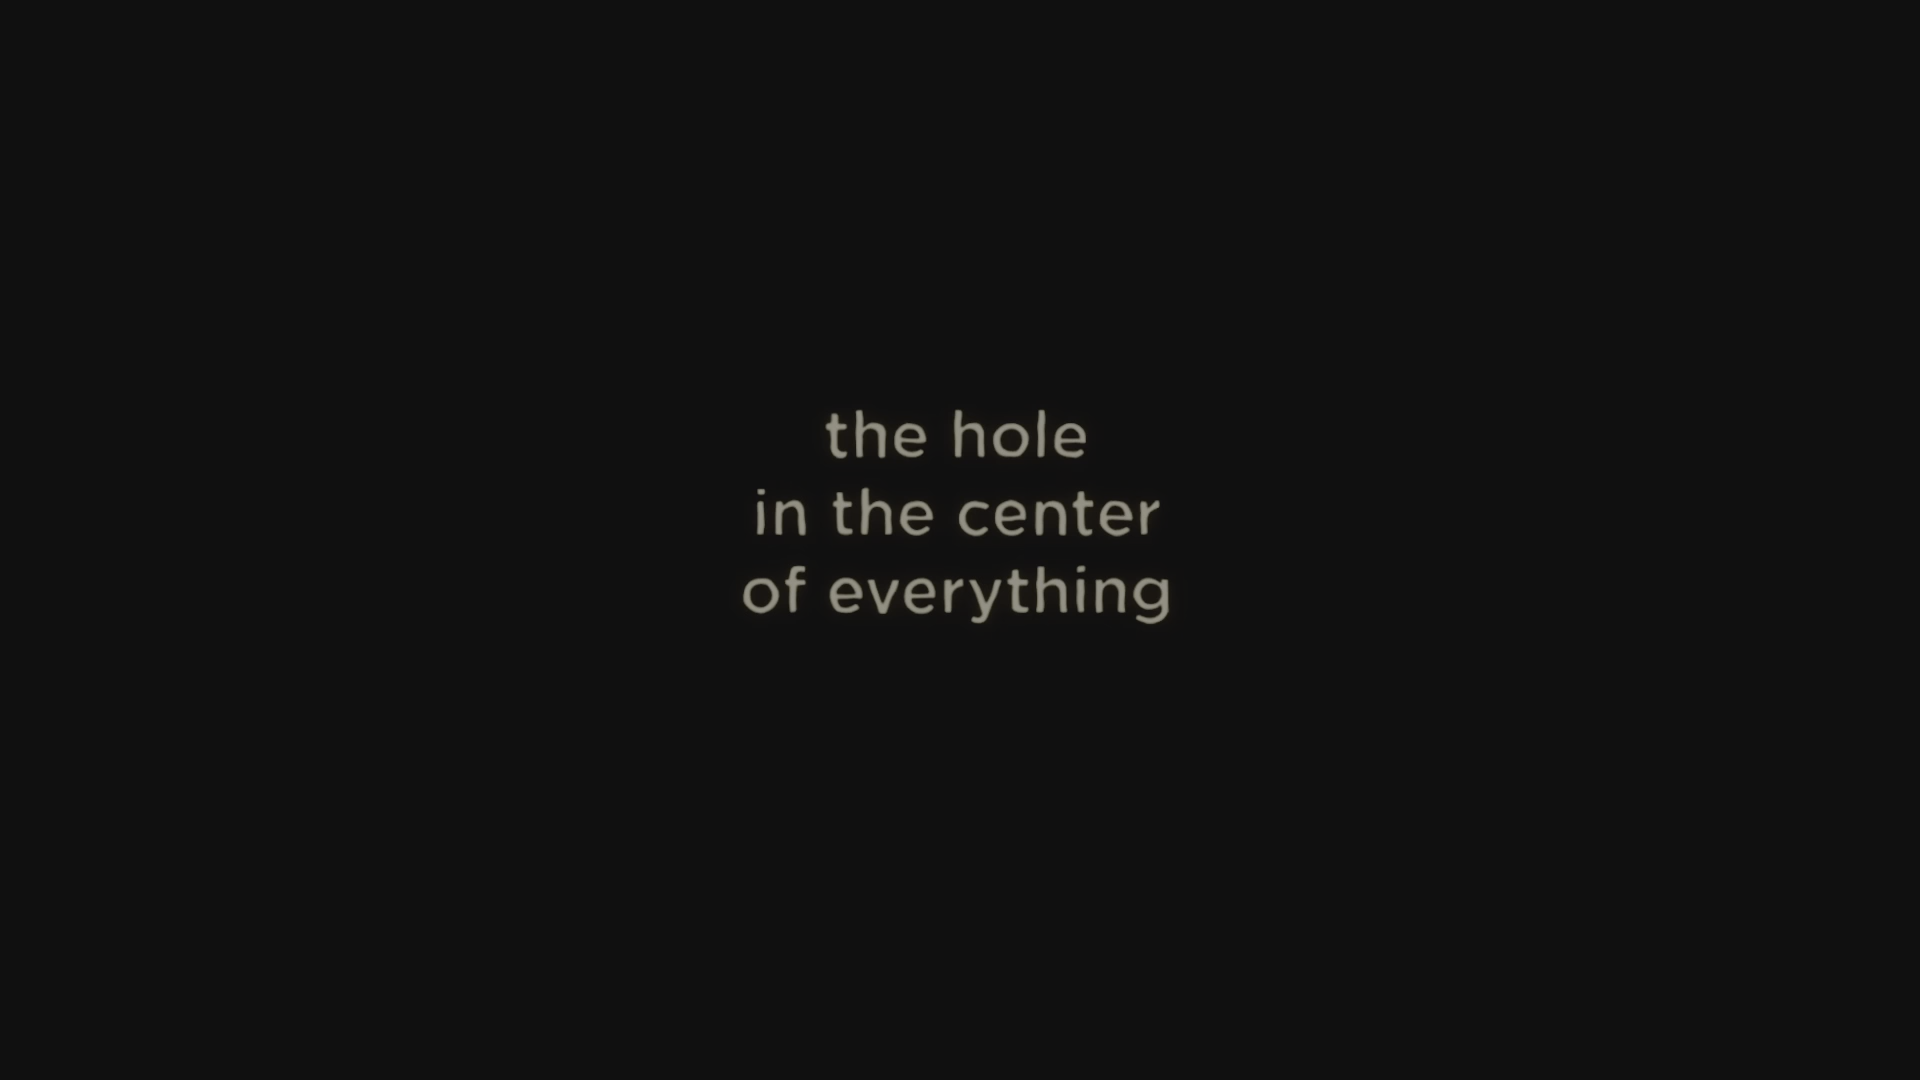 the hole
in the center
of everything